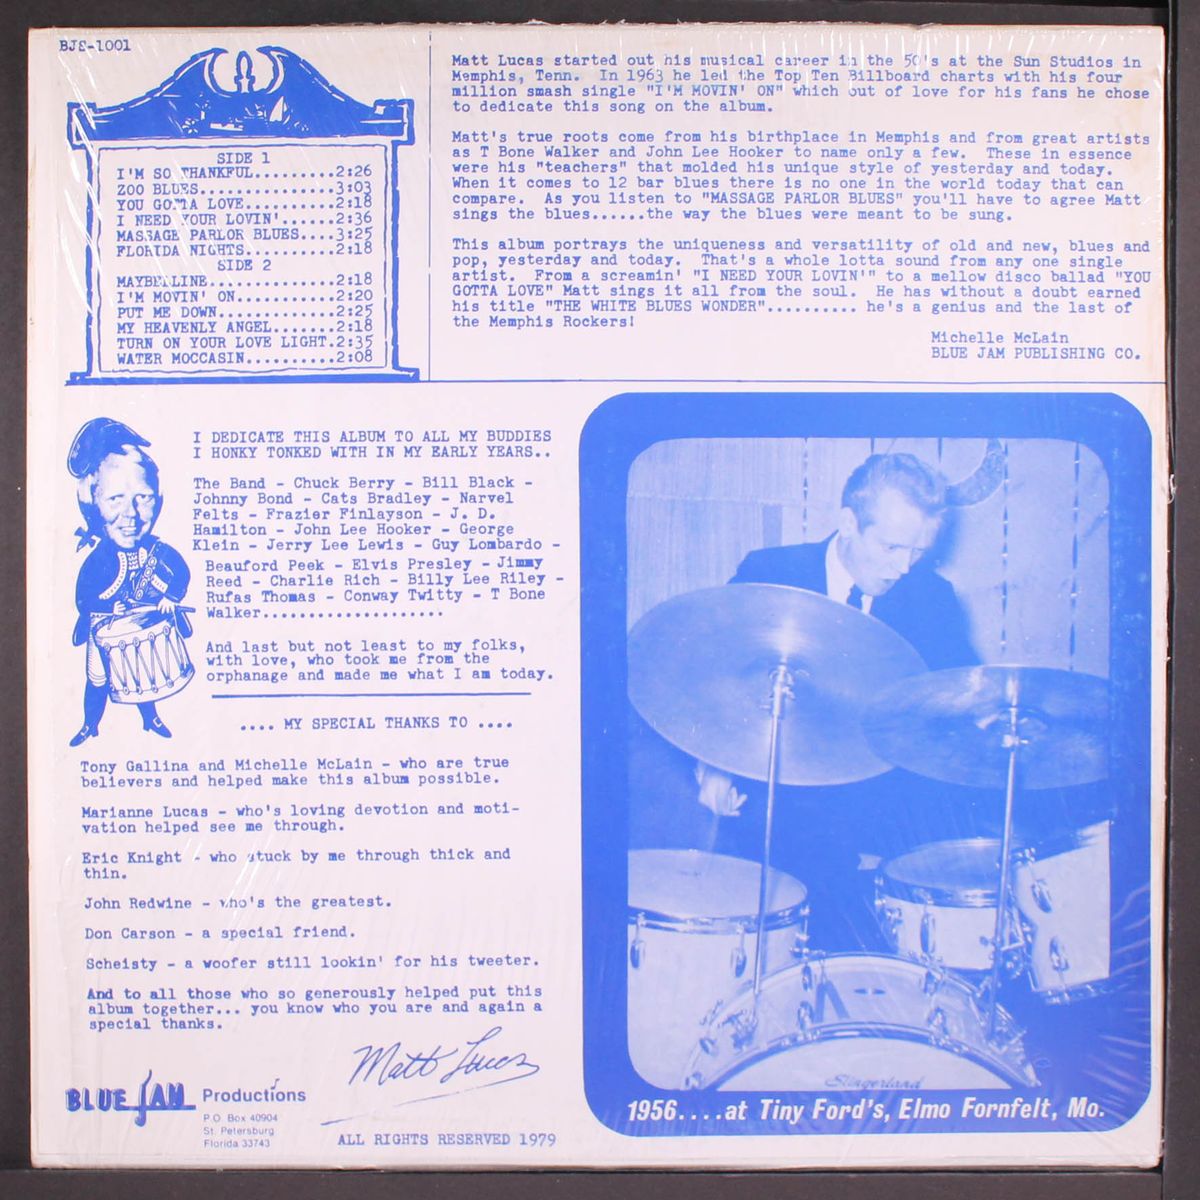 BJS-1001
SIDE 1
I'M SO THANKFUL........2:26
ZOO BLUES..............3:03
YOU GOTTA LOVE.........2:18
I NEED YOUR LOVIN'.....2:36
MASSAGE PARLOR BLUES...3:25
FLORIDA NIGHTS.........2:18
SIDE 2
MAYBELLINE.............2:18
I'M MOVIN' ON..........2:20
PUT ME DOWN............2:25
MY HEAVENLY ANGEL......2:18
TURN ON YOUR LOVE LIGHT.2:35
WATER MOCCASIN.........2:08
Matt Lucas started out his musical career in the 50's at the Sun Studios in
Memphis, Tenn. In 1963 he led the Top Ten Billboard charts with his four
million smash single "I'M MOVIN' ON" which out of love for his fans he chose
to dedicate this song on the album.
Matt's true roots come from his birthplace in Memphis and from great artists
as T Bone Walker and John Lee Hooker to name only a few. These in essence
were his "teachers" that molded his unique style of yesterday and today.
When it comes to 12 bar blues there is no one in the world today that can
compare. As you listen to "MASSAGE PARLOR BLUES" you'll have to agree Matt
sings the blues......the way the blues were meant to be sung.
This album portrays the uniqueness and versatility of old and new, blues and
pop, yesterday and today. That's a whole lotta sound from any one single
artist. From a screamin' "I NEED YOUR LOVIN'" to a mellow disco ballad "YOU
GOTTA LOVE" Matt sings it all from the soul. He has without a doubt earned
his title "THE WHITE BLUES WONDER".......... he's a genius and the last of
the Memphis Rockers!
Michelle McLain
BLUE JAM PUBLISHING CO.
I DEDICATE THIS ALBUM TO ALL MY BUDDIES
I HONKY TONKED WITH IN MY EARLY YEARS..
The Band - Chuck Berry - Bill Black -
Johnny Bond - Cats Bradley - Narvel
Felts - Frazier Finlayson - J. D.
Hamilton - John Lee Hooker - George
Klein - Jerry Lee Lewis - Guy Lombardo -
Beauford Peek - Elvis Presley - Jimmy
Reed - Charlie Rich - Billy Lee Riley -
Rufas Thomas - Conway Twitty - T Bone
Walker....................
And last but not least to my folks,
with love, who took me from the
orphanage and made me what I am today.
.... MY SPECIAL THANKS TO ....
Tony Gallina and Michelle McLain - who are true
believers and helped make this album possible.
Marianne Lucas - who's loving devotion and moti-
vation helped see me through.
Eric Knight - who stuck by me through thick and
thin.
John Redwine - who's the greatest.
Don Carson - a special friend.
Scheisty - a woofer still lookin' for his tweeter.
And to all those who so generously helped put this
album together... you know who you are and again a
special thanks.
Matt Lucas
BLUE JAM Productions
P.O. Box 40904
St. Petersburg
Florida 33743
ALL RIGHTS RESERVED 1979
Slingerland
1956....at Tiny Ford's, Elmo Fornfelt, Mo.